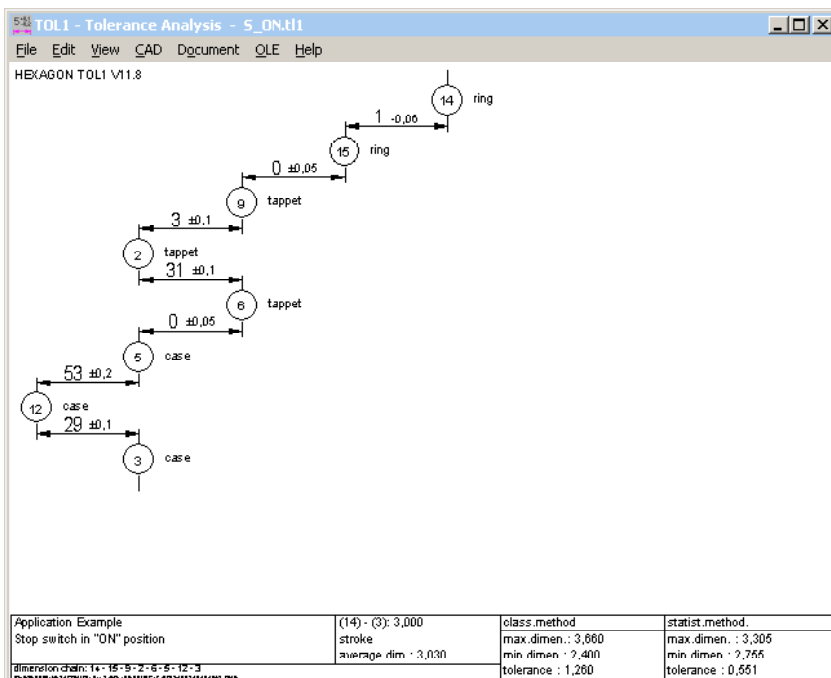 TOL1 - Tolerance Analysis - S_ON.tl1
File Edit View CAD Document OLE Help
HEXAGON TOL1 V11.8
14 ring
1 -0,06
15 ring
0 ±0,05
9 tappet
3 ±0,1
2 tappet
31 ±0,1
6 tappet
0 ±0,05
5 case
53 ±0,2
12 case
29 ±0,1
3 case
Application Example
Stop switch in "ON" position
dimension chain: 14 - 15 - 9 - 2 - 6 - 5 - 12 - 3
(14) - (3): 3,000
stroke
average dim. : 3,030
class.method
max.dimen.: 3,660
min.dimen.: 2,400
tolerance : 1,260
statist.method.
max.dimen. : 3,305
min.dimen. : 2,755
tolerance : 0,551